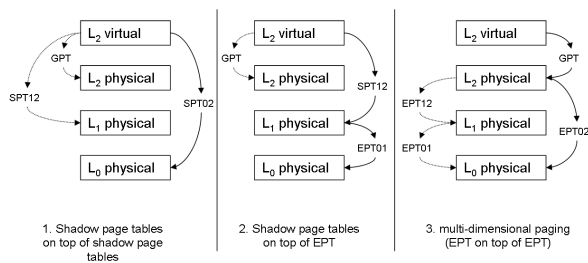 L₂ virtual
GPT
L₂ physical
SPT12
SPT02
L₁ physical
L₀ physical
1. Shadow page tables
on top of shadow page
tables
L₂ virtual
GPT
L₂ physical
SPT12
L₁ physical
EPT01
L₀ physical
2. Shadow page tables
on top of EPT
L₂ virtual
GPT
L₂ physical
EPT12
EPT02
L₁ physical
EPT01
L₀ physical
3. multi-dimensional paging
(EPT on top of EPT)